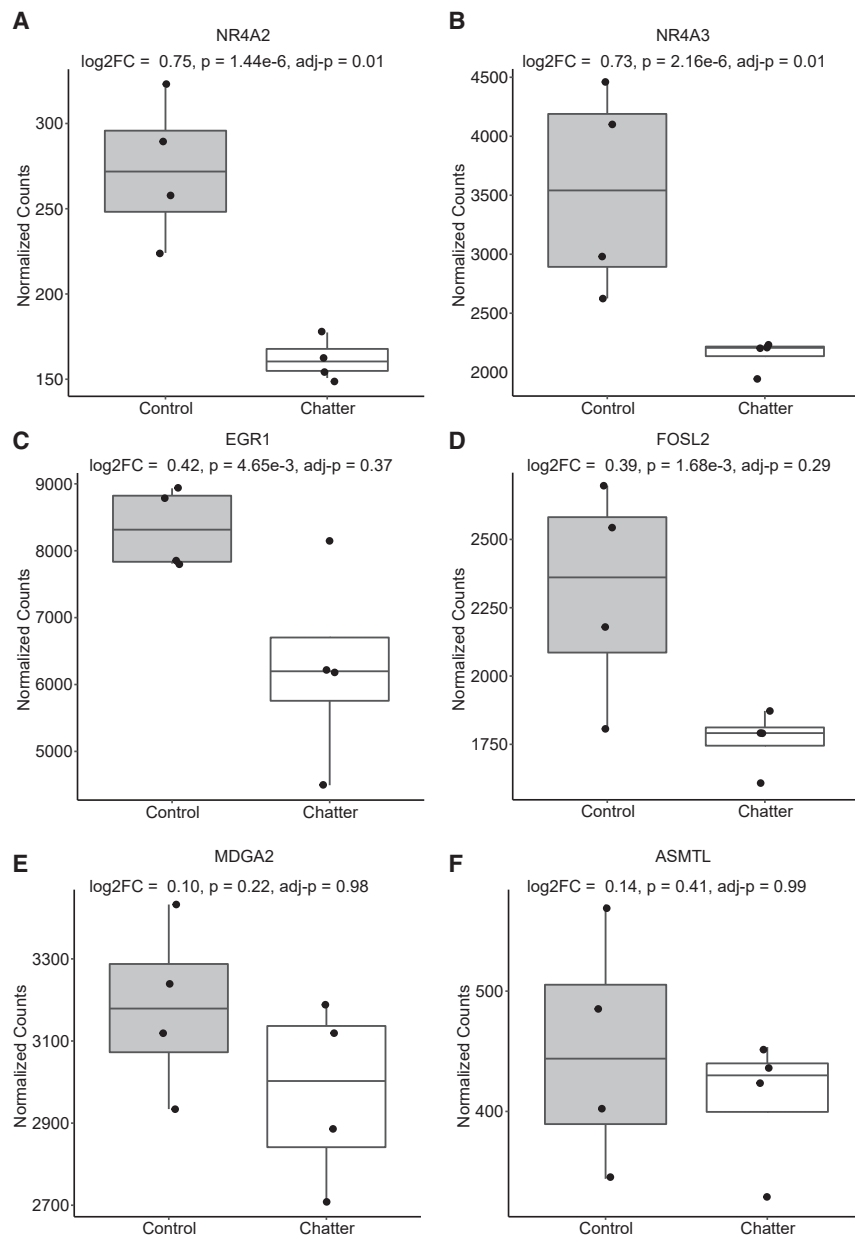 A
NR4A2
log2FC = 0.75, p = 1.44e-6, adj-p = 0.01
Normalized Counts
300
250
200
150
Control
Chatter
B
NR4A3
log2FC = 0.73, p = 2.16e-6, adj-p = 0.01
Normalized Counts
4500
4000
3500
3000
2500
2000
Control
Chatter
C
EGR1
log2FC = 0.42, p = 4.65e-3, adj-p = 0.37
Normalized Counts
9000
8000
7000
6000
5000
Control
Chatter
D
FOSL2
log2FC = 0.39, p = 1.68e-3, adj-p = 0.29
Normalized Counts
2500
2250
2000
1750
Control
Chatter
E
MDGA2
log2FC = 0.10, p = 0.22, adj-p = 0.98
Normalized Counts
3300
3100
2900
2700
Control
Chatter
F
ASMTL
log2FC = 0.14, p = 0.41, adj-p = 0.99
Normalized Counts
500
400
Control
Chatter